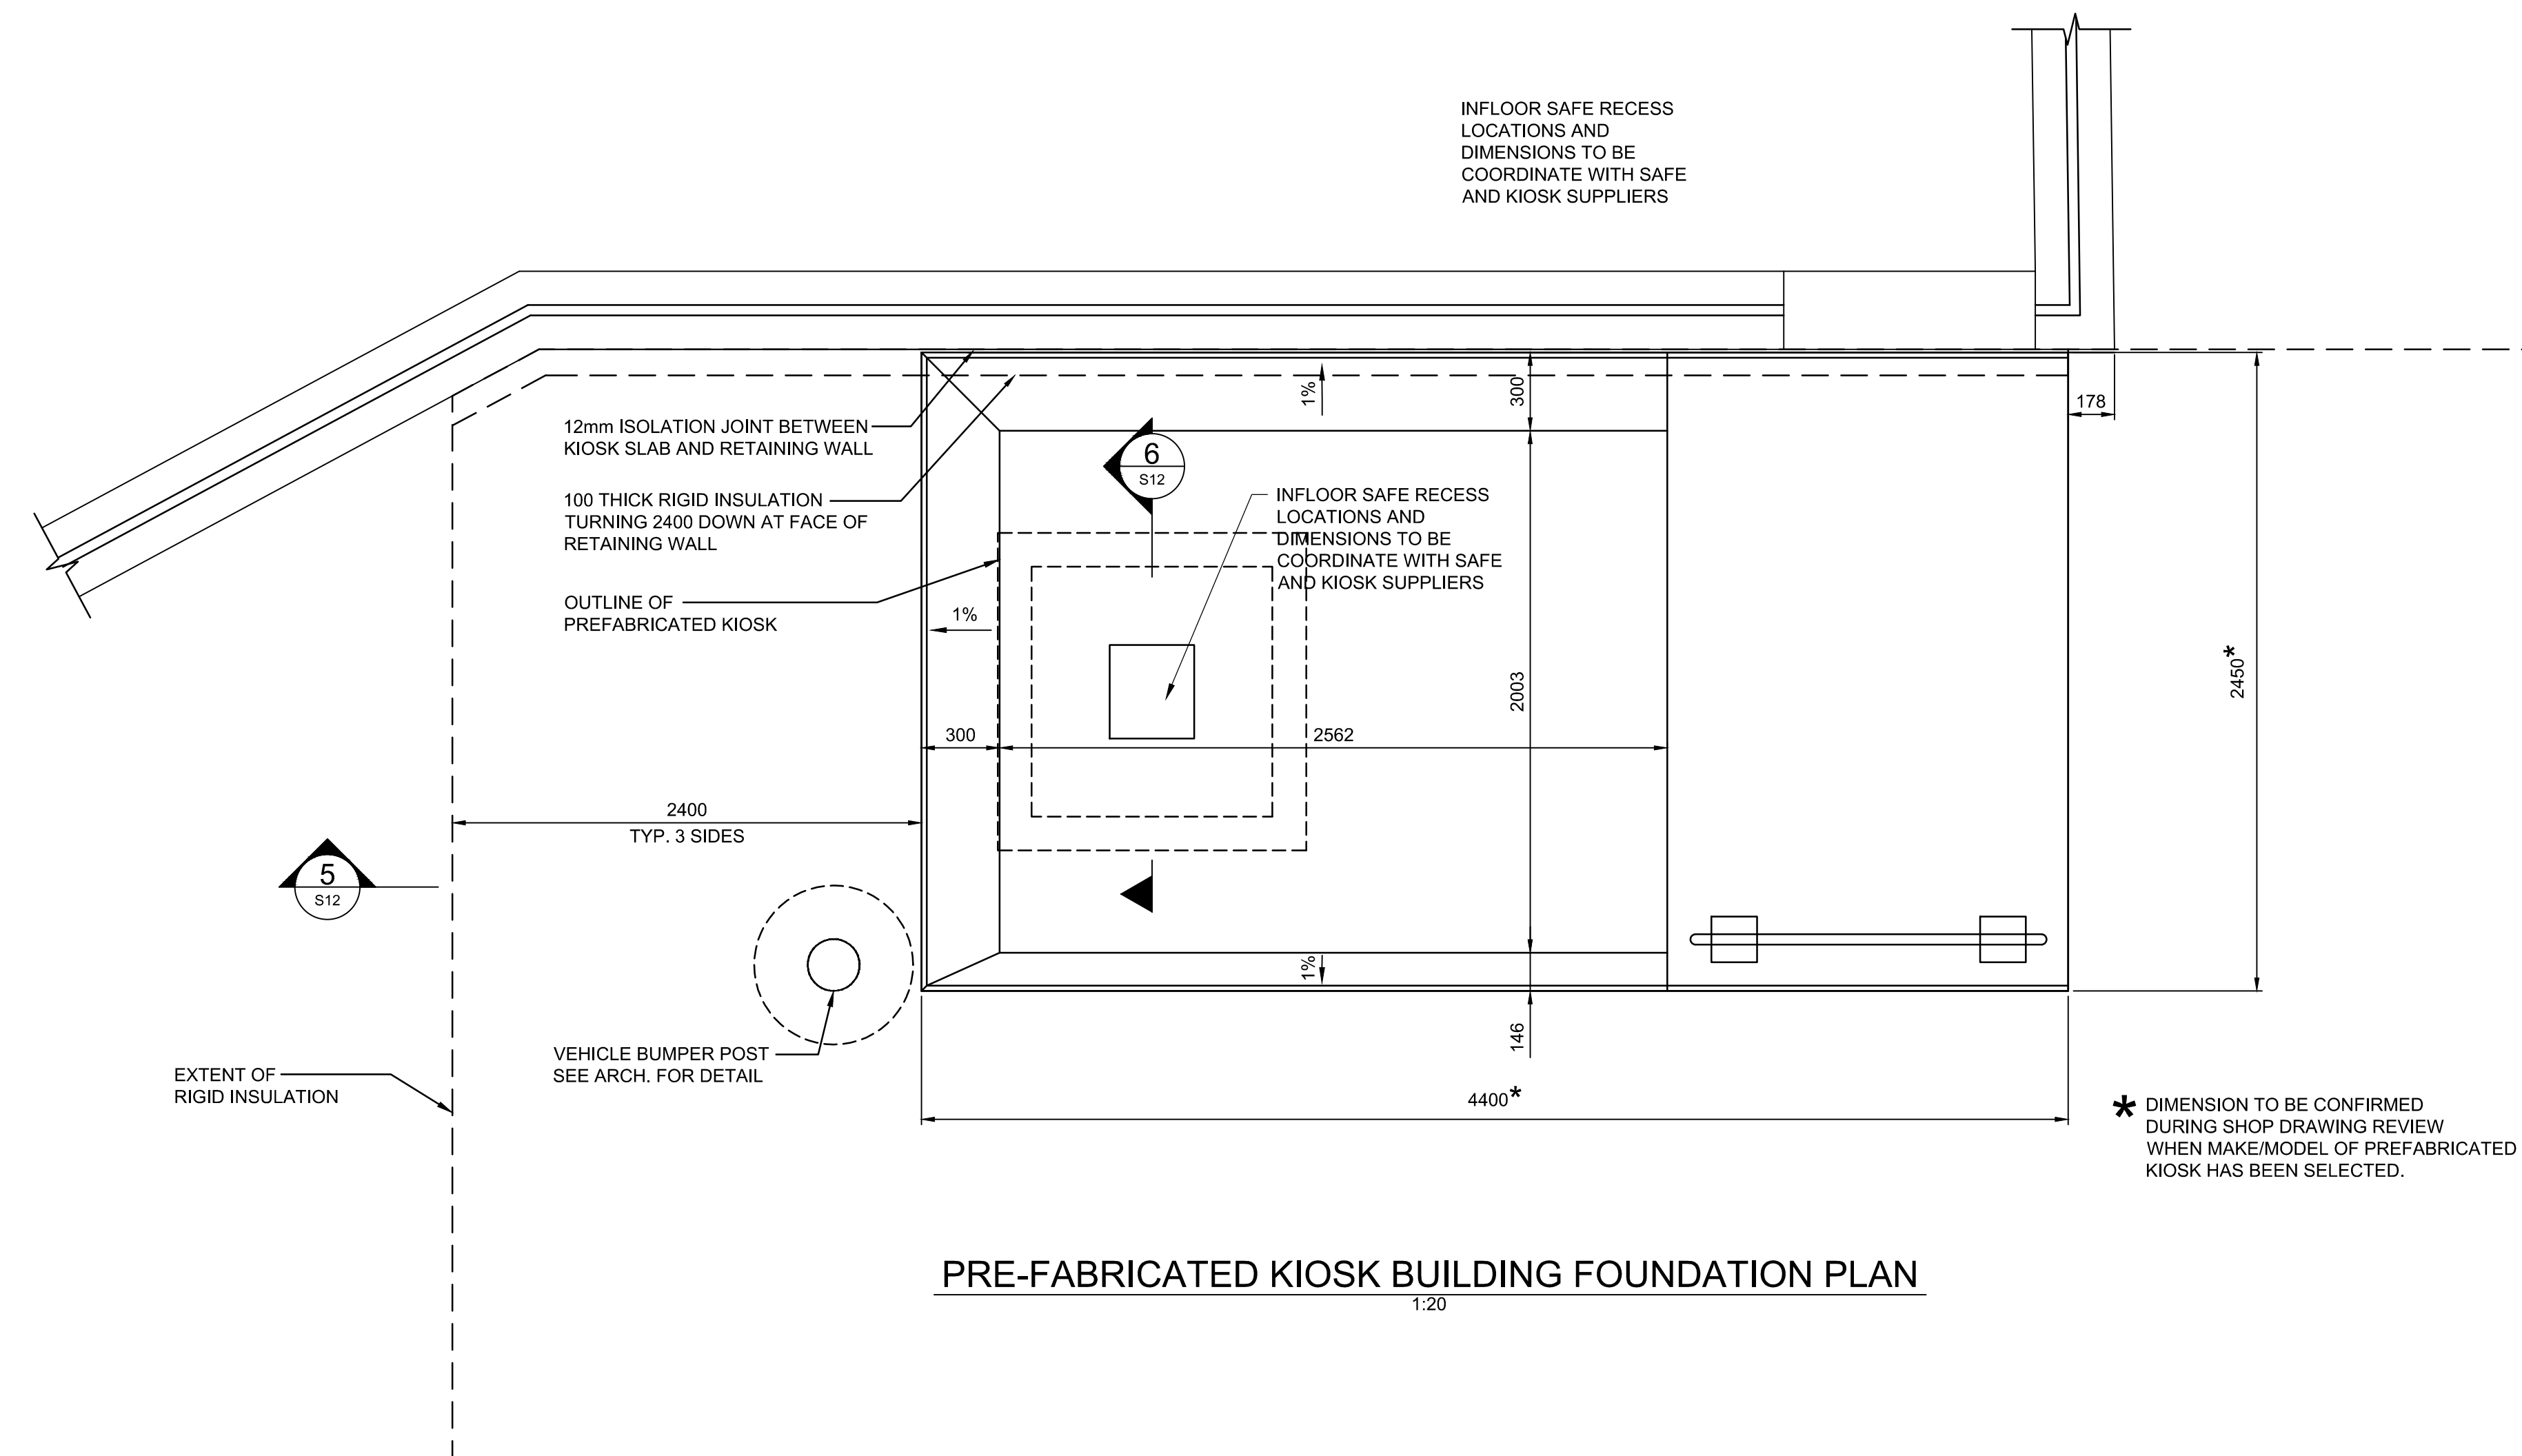 INFLOOR SAFE RECESS
LOCATIONS AND
DIMENSIONS TO BE
COORDINATE WITH SAFE
AND KIOSK SUPPLIERS
178
1%
300
12mm ISOLATION JOINT BETWEEN
KIOSK SLAB AND RETAINING WALL
6
S12
100 THICK RIGID INSULATION
TURNING 2400 DOWN AT FACE OF
RETAINING WALL
INFLOOR SAFE RECESS
LOCATIONS AND
DIMENSIONS TO BE
COORDINATE WITH SAFE
AND KIOSK SUPPLIERS
OUTLINE OF
PREFABRICATED KIOSK
1%
2003
2450*
300
2562
2400
TYP. 3 SIDES
5
S12
1%
146
VEHICLE BUMPER POST
SEE ARCH. FOR DETAIL
EXTENT OF
RIGID INSULATION
4400*
* DIMENSION TO BE CONFIRMED
DURING SHOP DRAWING REVIEW
WHEN MAKE/MODEL OF PREFABRICATED
KIOSK HAS BEEN SELECTED.
PRE-FABRICATED KIOSK BUILDING FOUNDATION PLAN
1:20